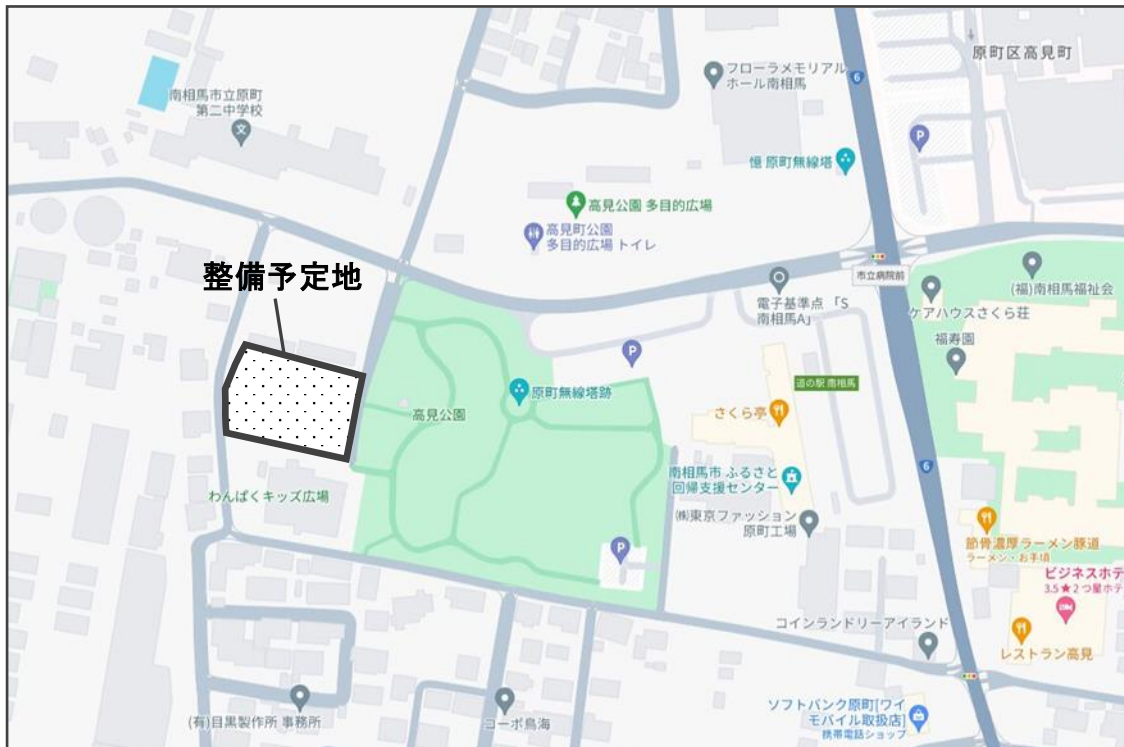 原町区高見町
フローラメモリアル
ホール南相馬
6
P
南相馬市立原町
第二中学校
文
憶 原町無線塔
高見公園 多目的広場
高見町公園
多目的広場 トイレ
整備予定地
市立病院前
(福)南相馬福祉会
電子基準点 「S
南相馬A」
ケアハウスさくら荘
福寿園
P
道の駅 南相馬
原町無線塔跡
高見公園
さくら亭
6
南相馬市 ふるさと
回帰支援センター
わんぱくキッズ広場
㈱東京ファッション
原町工場
P
節骨濃厚ラーメン豚道
ラーメン・お手頃
ビジネスホテ
3.5★2つ星ホテ
コインランドリーアイランド
レストラン高見
(有)目黒製作所 事務所
コーポ鳥海
ソフトバンク原町[ワイ
モバイル取扱店]
携帯電話ショップ